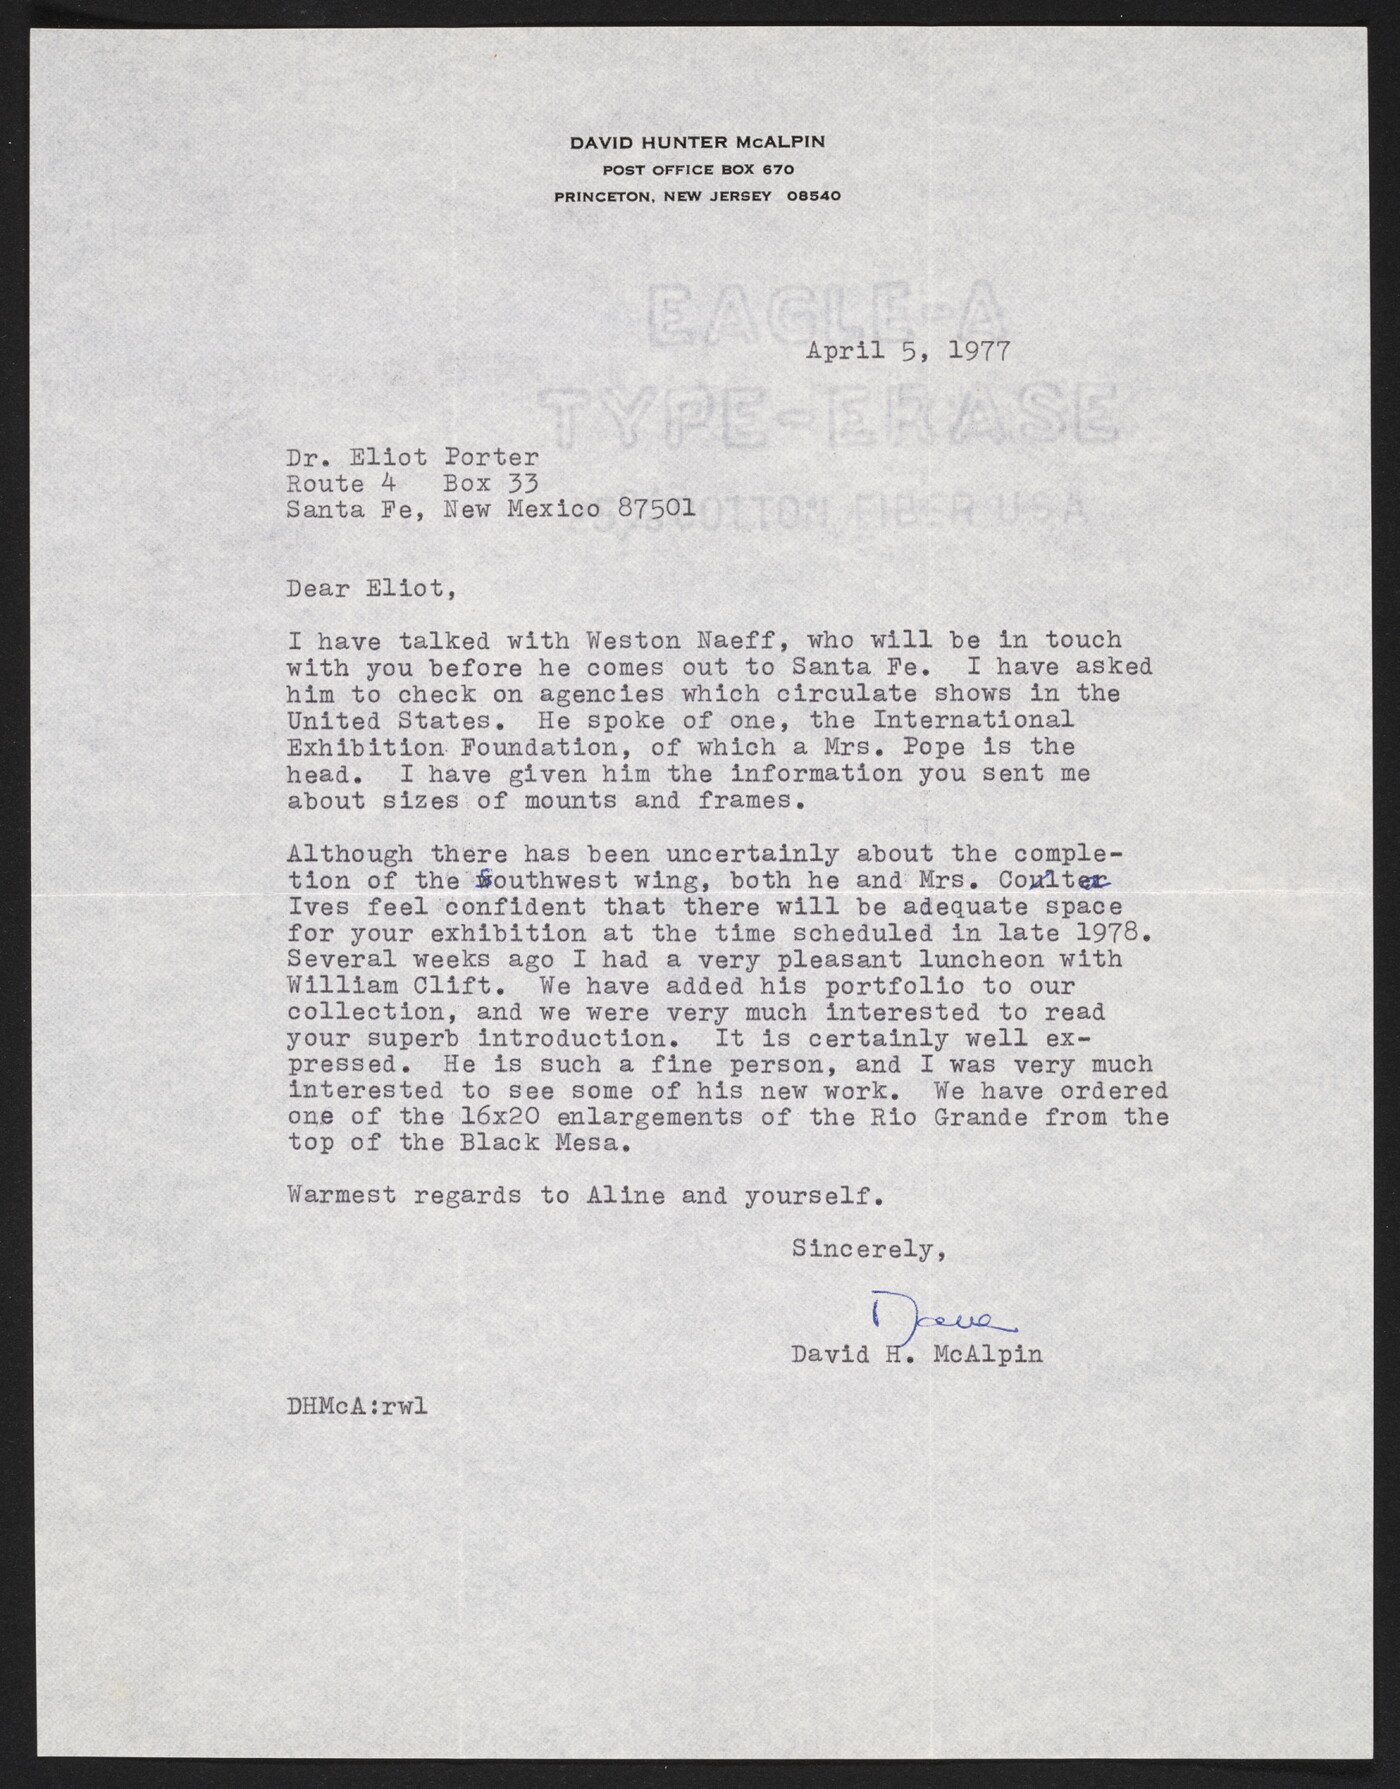 DAVID HUNTER McALPIN
POST OFFICE BOX 670
PRINCETON, NEW JERSEY 08540
EAGLE-A
April 5, 1977
TYPE-ERASE
Dr. Eliot Porter
Route 4 Box 33
COTTON FIBER USA
Santa Fe, New Mexico 87501
Dear Eliot,
I have talked with Weston Naeff, who will be in touch
with you before he comes out to Santa Fe. I have asked
him to check on agencies which circulate shows in the
United States. He spoke of one, the International
Exhibition Foundation, of which a Mrs. Pope is the
head. I have given him the information you sent me
about sizes of mounts and frames.
Although there has been uncertainly about the comple-
tion of the Southwest wing, both he and Mrs. Colta
Ives feel confident that there will be adequate space
for your exhibition at the time scheduled in late 1978.
Several weeks ago I had a very pleasant luncheon with
William Clift. We have added his portfolio to our
collection, and we were very much interested to read
your superb introduction. It is certainly well ex-
pressed. He is such a fine person, and I was very much
interested to see some of his new work. We have ordered
one of the 16x20 enlargements of the Rio Grande from the
top of the Black Mesa.
Warmest regards to Aline and yourself.
Sincerely,
Dave
David H. McAlpin
DHMcA:rwl